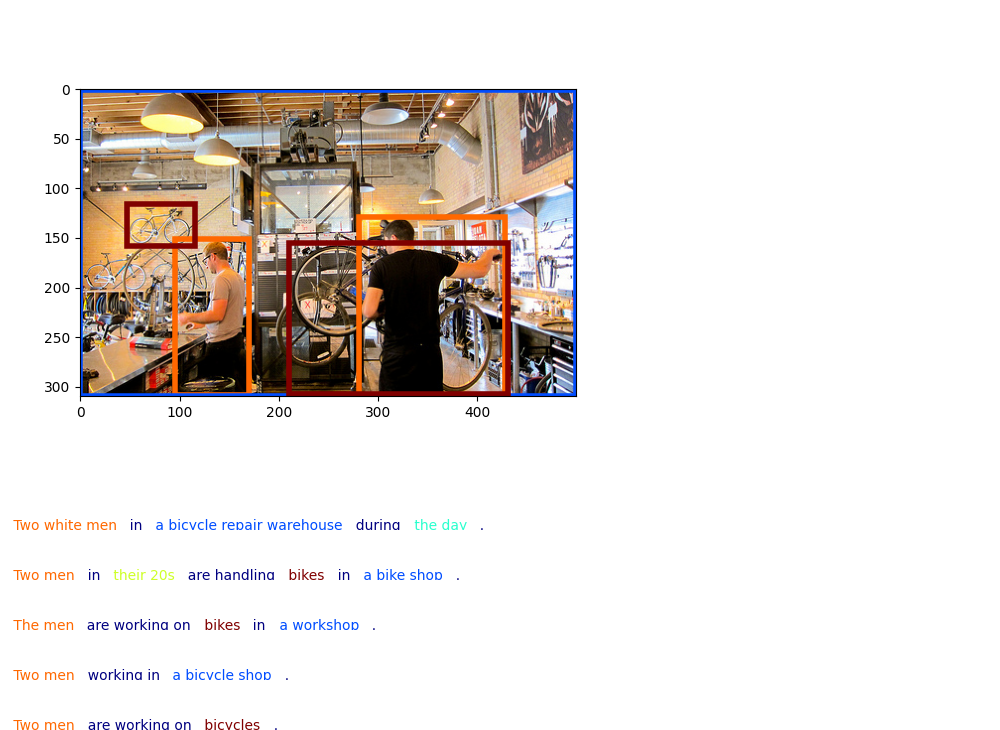 0
50
100
150
200
250
300
0 100 200 300 400
Two white men in a bicycle repair warehouse during the day .
Two men in their 20s are handling bikes in a bike shop .
The men are working on bikes in a workshop .
Two men working in a bicycle shop .
Two men are working on bicycles .